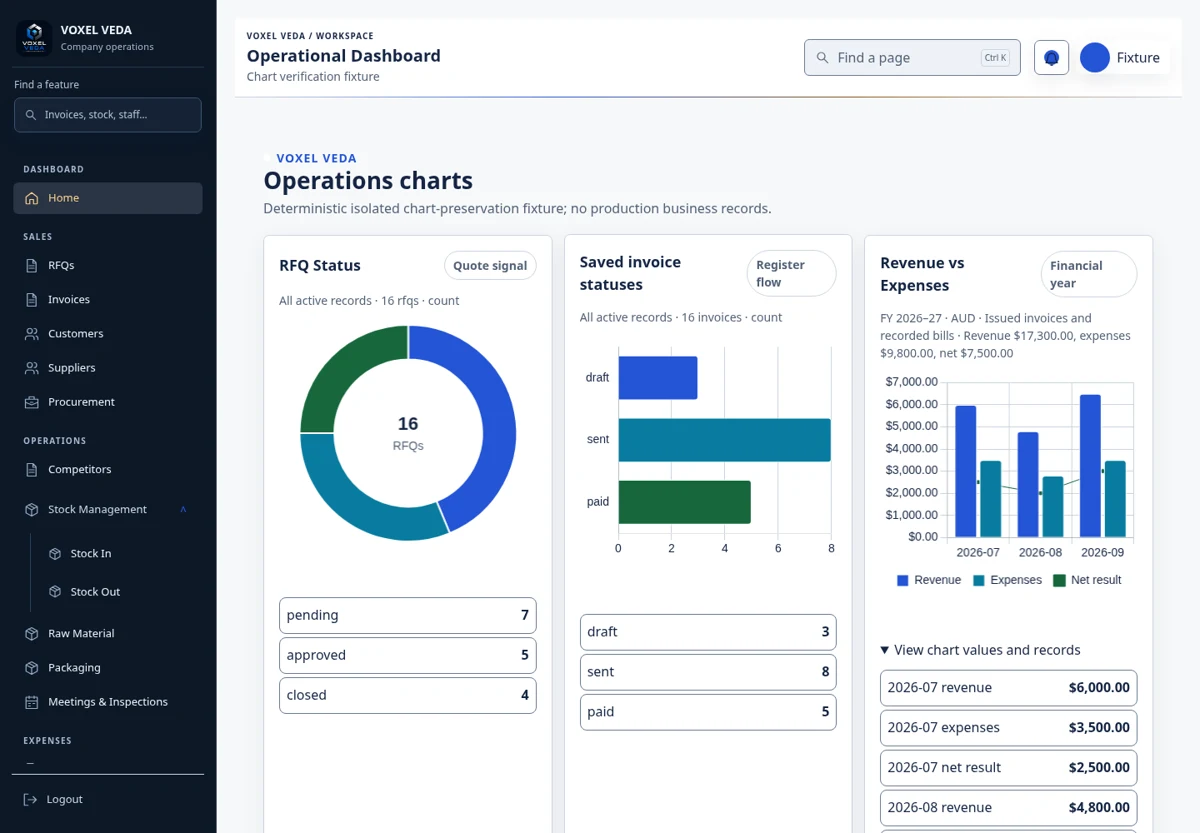 VOXEL VEDA
Company operations
Find a feature
Invoices, stock, staff...
DASHBOARD
Home
SALES
RFQs
Invoices
Customers
Suppliers
Procurement
OPERATIONS
Competitors
Stock Management
Stock In
Stock Out
Raw Material
Packaging
Meetings & Inspections
EXPENSES
Logout
VOXEL VEDA / WORKSPACE
Operational Dashboard
Chart verification fixture
Find a page
Ctrl K
Fixture
VOXEL VEDA
Operations charts
Deterministic isolated chart-preservation fixture; no production business records.
RFQ Status
Quote signal
All active records · 16 rfqs · count
16
RFQs
pending 7
approved 5
closed 4
Saved invoice
statuses
Register
flow
All active records · 16 invoices · count
draft
sent
paid
0 2 4 6 8
draft 3
sent 8
paid 5
Revenue vs
Expenses
Financial
year
FY 2026–27 · AUD · Issued invoices and
recorded bills · Revenue $17,300.00, expenses
$9,800.00, net $7,500.00
$7,000.00
$6,000.00
$5,000.00
$4,000.00
$3,000.00
$2,000.00
$1,000.00
$0.00
2026-07 2026-08 2026-09
Revenue Expenses Net result
View chart values and records
2026-07 revenue $6,000.00
2026-07 expenses $3,500.00
2026-07 net result $2,500.00
2026-08 revenue $4,800.00